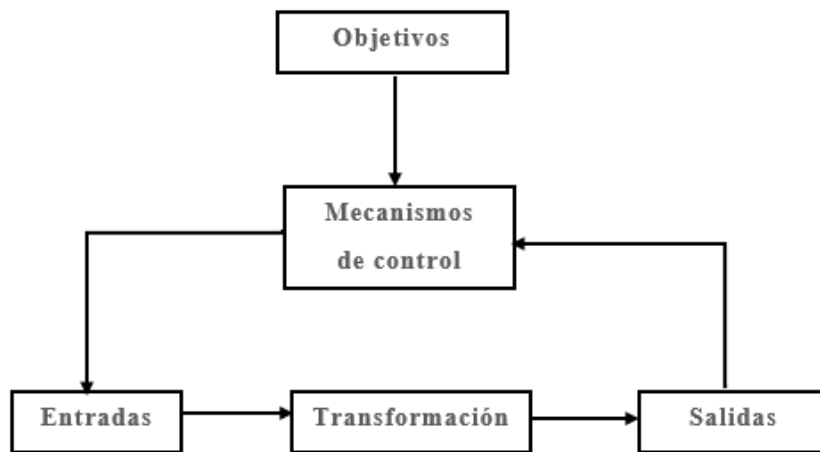 Objetivos
Mecanismos
de control
Entradas
Transformación
Salidas